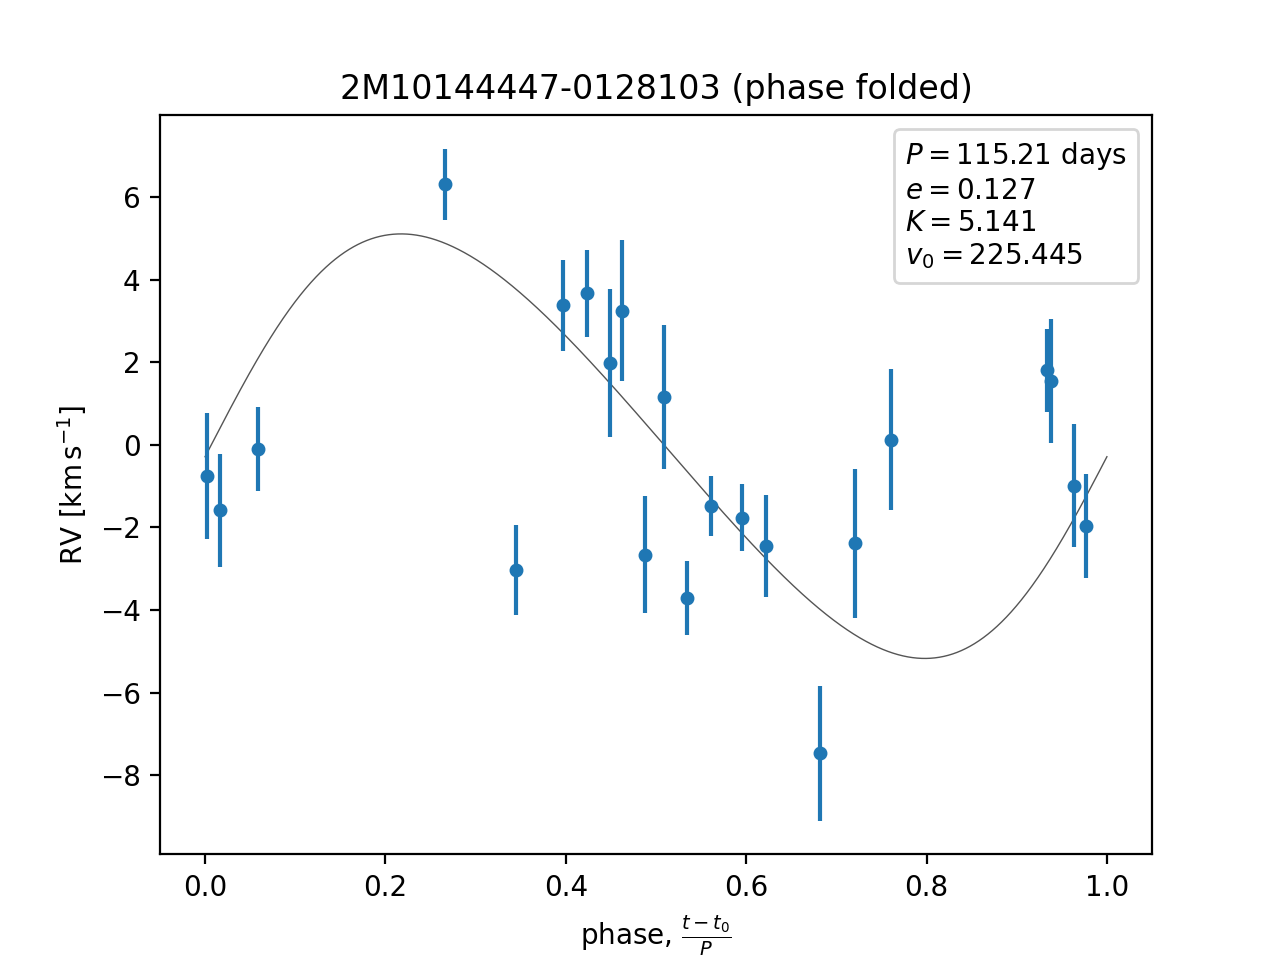 2M10144447-0128103 (phase folded)
P = 115.21 days
e = 0.127
K = 5.141
v₀ = 225.445
RV [km s⁻¹]
6
4
2
0
−2
−4
−6
−8
0.0 0.2 0.4 0.6 0.8 1.0
phase, (t − t₀)/P